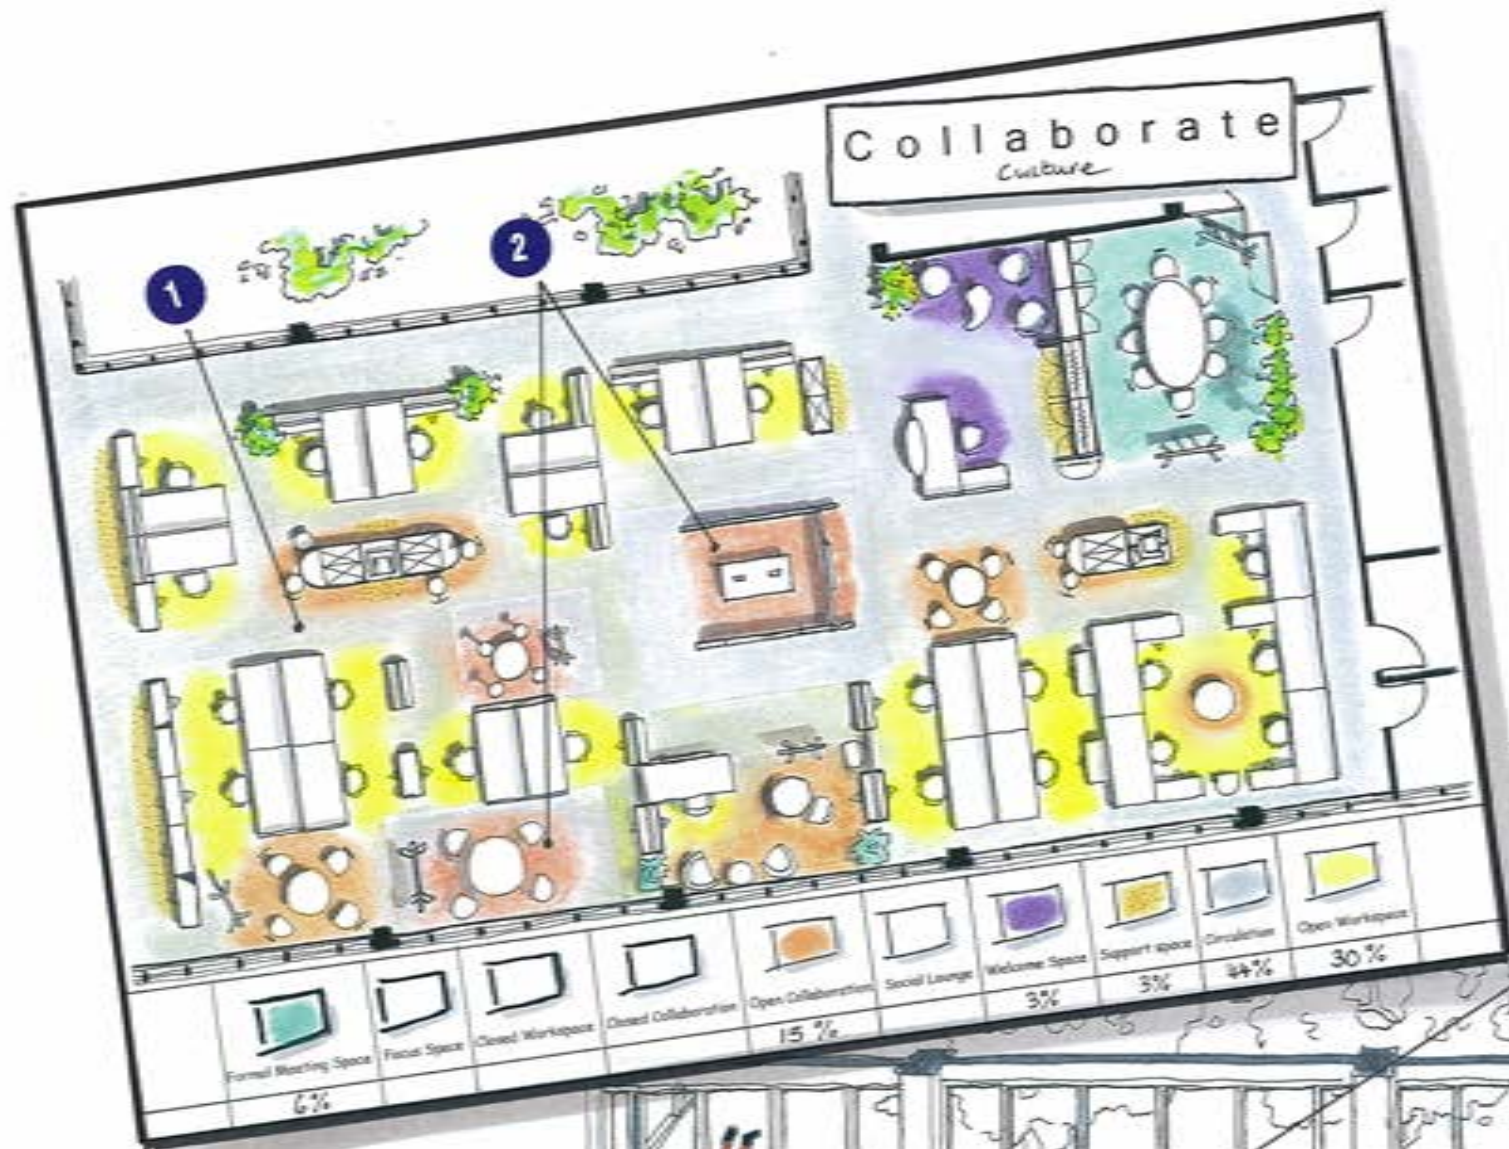 Collaborate
Culture
1
2
Formal Meeting Space
Focus Space
Closed Workspace
Closed Collaboration
Open Collaboration
Social Lounge
Welcome Space
Support space
Circulation
Open Workspace
6%
15 %
3%
3%
44%
30 %